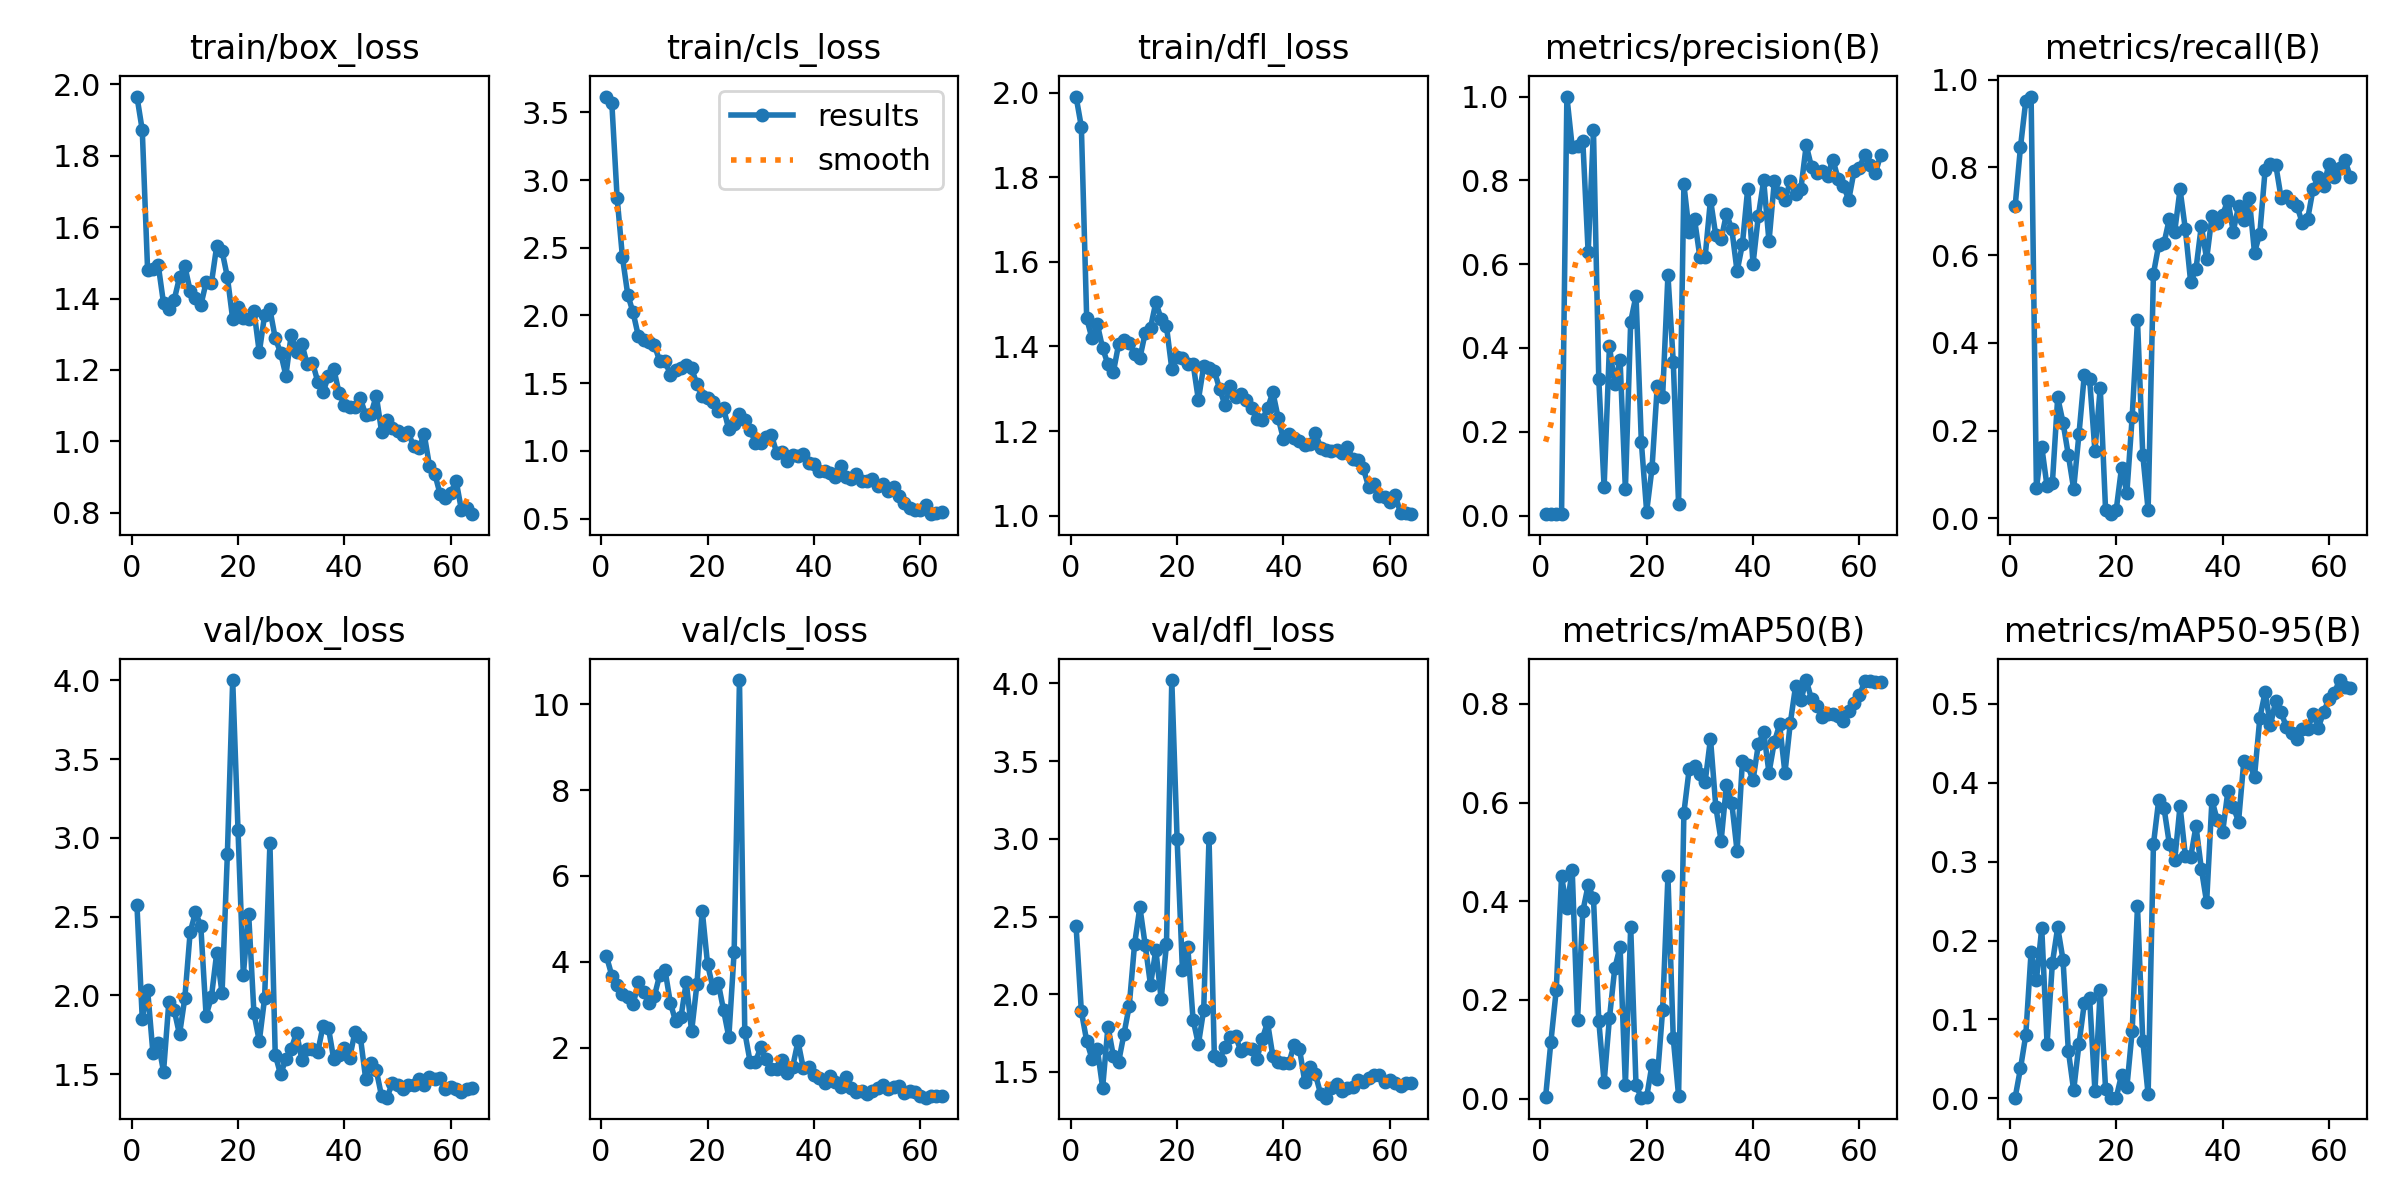 train/box_loss
2.0
1.8
1.6
1.4
1.2
1.0
0.8
0 20 40 60
train/cls_loss
results
smooth
3.5
3.0
2.5
2.0
1.5
1.0
0.5
0 20 40 60
train/dfl_loss
2.0
1.8
1.6
1.4
1.2
1.0
0 20 40 60
metrics/precision(B)
1.0
0.8
0.6
0.4
0.2
0.0
0 20 40 60
metrics/recall(B)
1.0
0.8
0.6
0.4
0.2
0.0
0 20 40 60
val/box_loss
4.0
3.5
3.0
2.5
2.0
1.5
0 20 40 60
val/cls_loss
10
8
6
4
2
0 20 40 60
val/dfl_loss
4.0
3.5
3.0
2.5
2.0
1.5
0 20 40 60
metrics/mAP50(B)
0.8
0.6
0.4
0.2
0.0
0 20 40 60
metrics/mAP50-95(B)
0.5
0.4
0.3
0.2
0.1
0.0
0 20 40 60